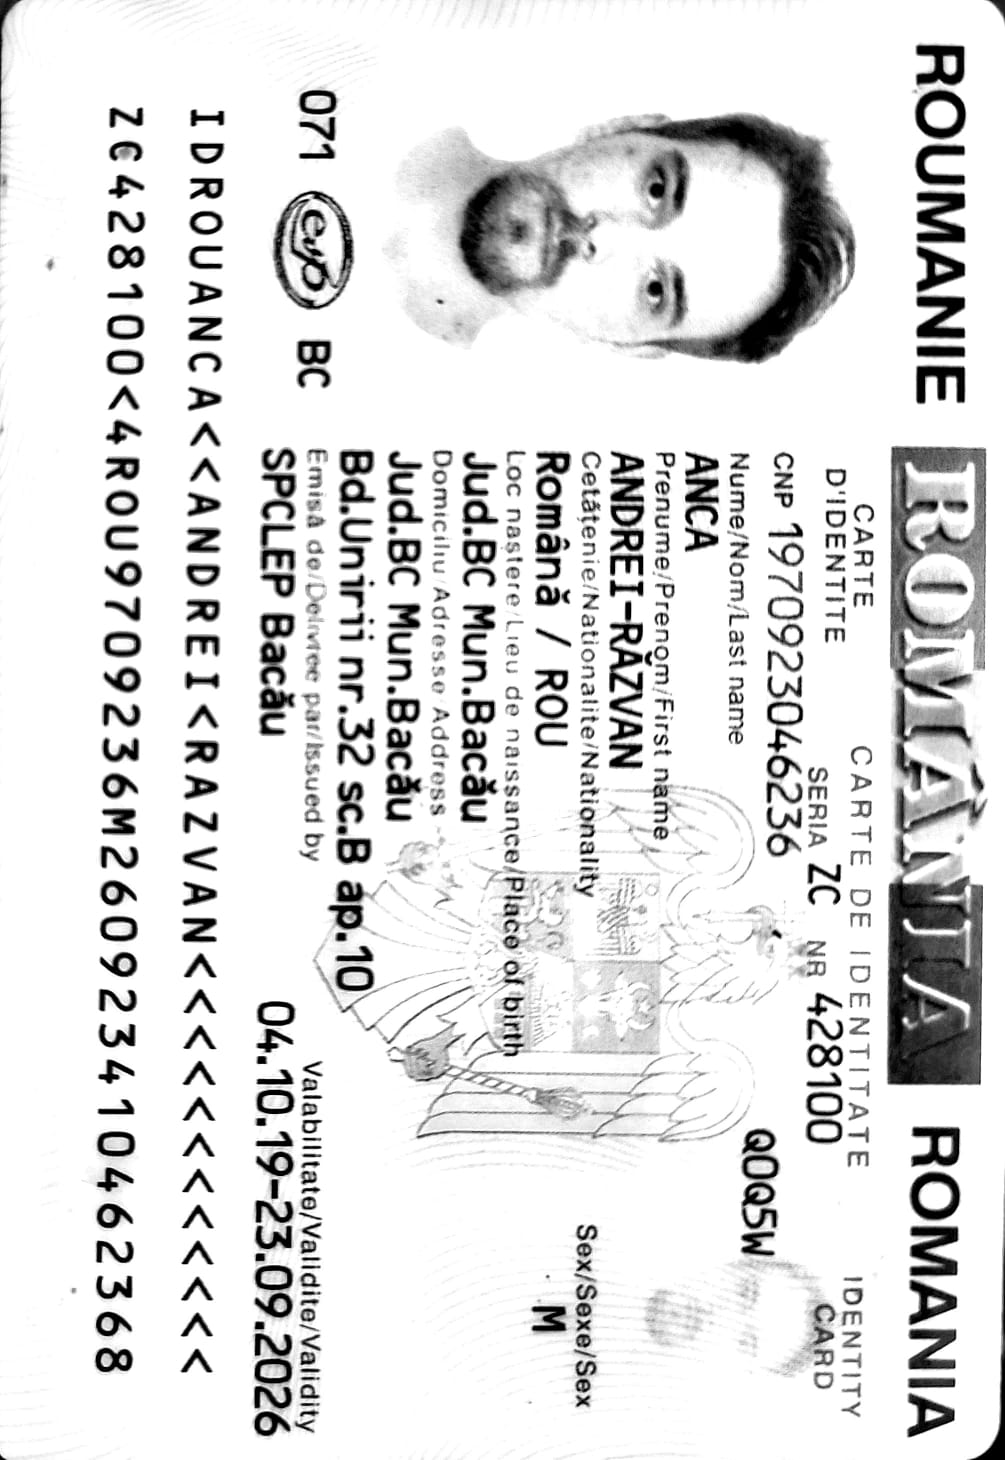 ROUMANIE ROMÂNIA ROMANIA
CARTE D'IDENTITE CARTE DE IDENTITATE IDENTITY CARD
SERIA ZC NR 428100
CNP 1970923046236
Q0Q5W
Nume/Nom/Last name
ANCA
Prenume/Prenom/First name
ANDREI-RĂZVAN
Cetățenie/Nationalite/Nationality
Română / ROU
Sex/Sexe/Sex
M
Loc naștere/Lieu de naissance/Place of birth
Jud.BC Mun.Bacău
Domiciliu/Adresse/Address
Jud.BC Mun.Bacău
Bd.Unirii nr.32 sc.B ap.10
Emisă de/Delivree par/Issued by
Valabilitate/Validite/Validity
SPCLEP Bacău
04.10.19-23.09.2026
071 BC
IDROUANCA<<ANDREI<RAZVAN<<<<<<<<<<<<
ZC428100<4ROU9709236M260923410462368